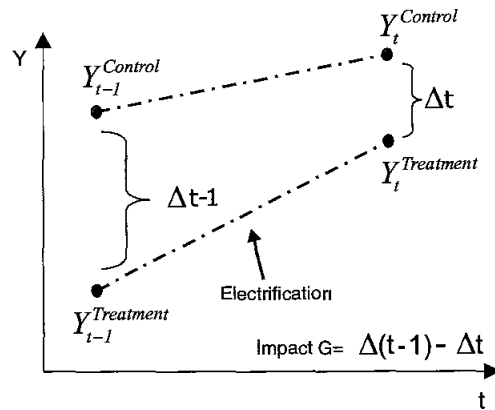 Y
Y_{t-1}^{Control}
Y_t^{Control}
Δt
Δt-1
Y_t^{Treatment}
Electrification
Y_{t-1}^{Treatment}
Impact G= Δ(t-1) - Δt
t